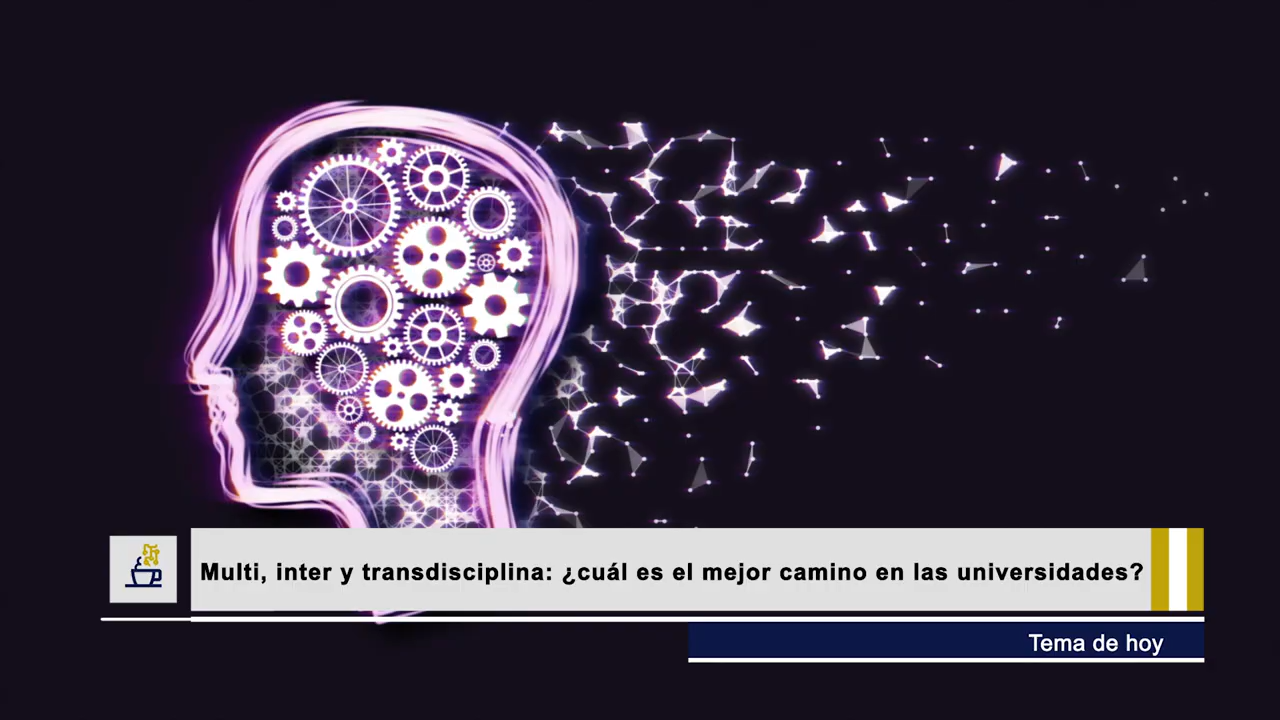 Multi, inter y transdisciplina: ¿cuál es el mejor camino en las universidades?
Tema de hoy